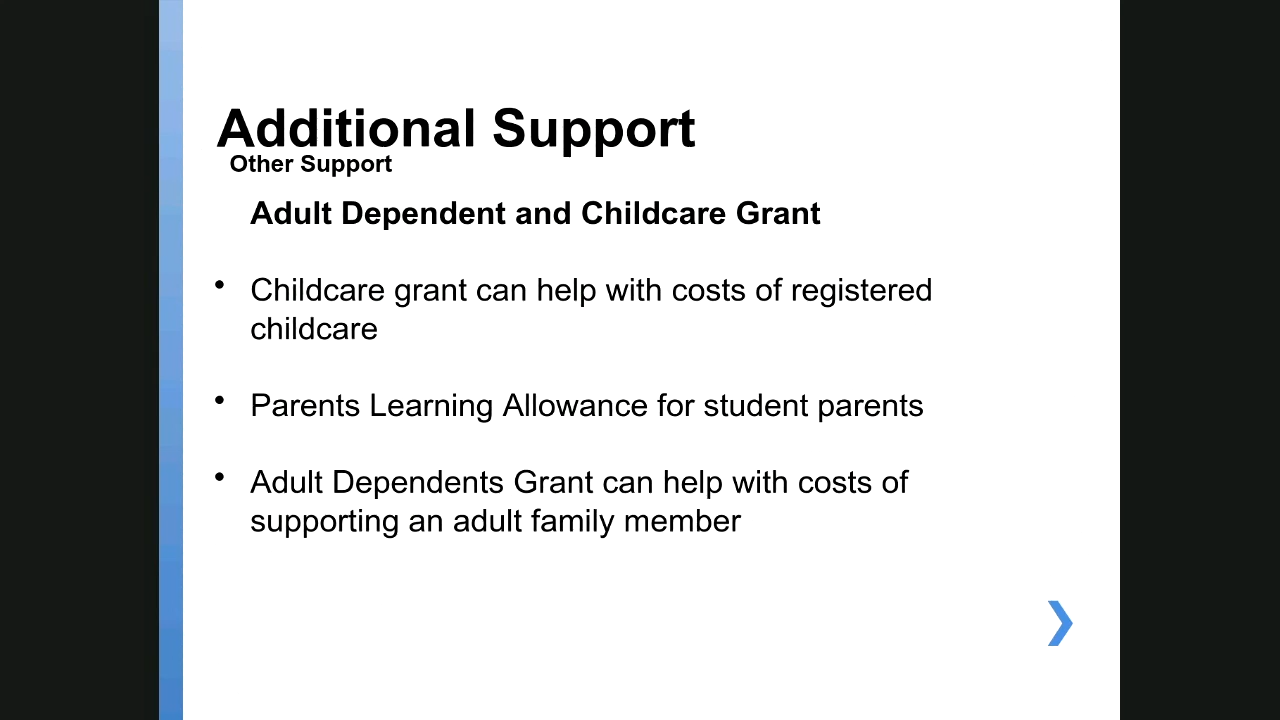 Additional Support
Other Support
Adult Dependent and Childcare Grant
• Childcare grant can help with costs of registered
childcare
• Parents Learning Allowance for student parents
• Adult Dependents Grant can help with costs of
supporting an adult family member